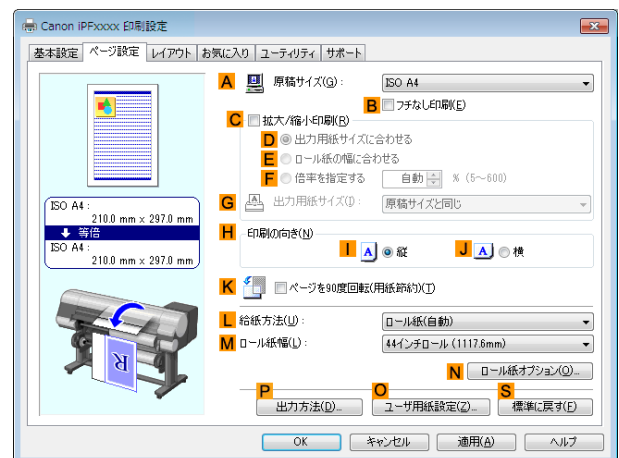 Canon iPFxxxx 印刷設定
基本設定 ページ設定 レイアウト お気に入り ユーティリティ サポート
A 原稿サイズ(G): ISO A4
B フチなし印刷(E)
C 拡大/縮小印刷(R)
D 出力用紙サイズに合わせる
E ロール紙の幅に合わせる
F 倍率を指定する 自動 % (5~600)
G 出力用紙サイズ(I): 原稿サイズと同じ
ISO A4:
210.0 mm x 297.0 mm
等倍
ISO A4:
210.0 mm x 297.0 mm
H 印刷の向き(N)
I A 縦 J A 横
K ページを90度回転(用紙節約)(T)
L 給紙方法(U): ロール紙(自動)
M ロール紙幅(L): 44インチロール (1117.6mm)
R
N ロール紙オプション(O)...
P O S
出力方法(D)... ユーザ用紙設定(Z)... 標準に戻す(F)
OK キャンセル 適用(A) ヘルプ